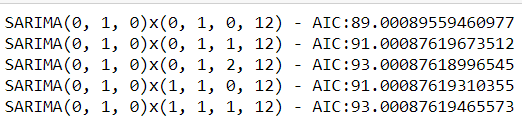 SARIMA(0, 1, 0)x(0, 1, 0, 12) - AIC:89.00089559460977
SARIMA(0, 1, 0)x(0, 1, 1, 12) - AIC:91.00087619673512
SARIMA(0, 1, 0)x(0, 1, 2, 12) - AIC:93.00087618996545
SARIMA(0, 1, 0)x(1, 1, 0, 12) - AIC:91.00087619310355
SARIMA(0, 1, 0)x(1, 1, 1, 12) - AIC:93.00087619465573